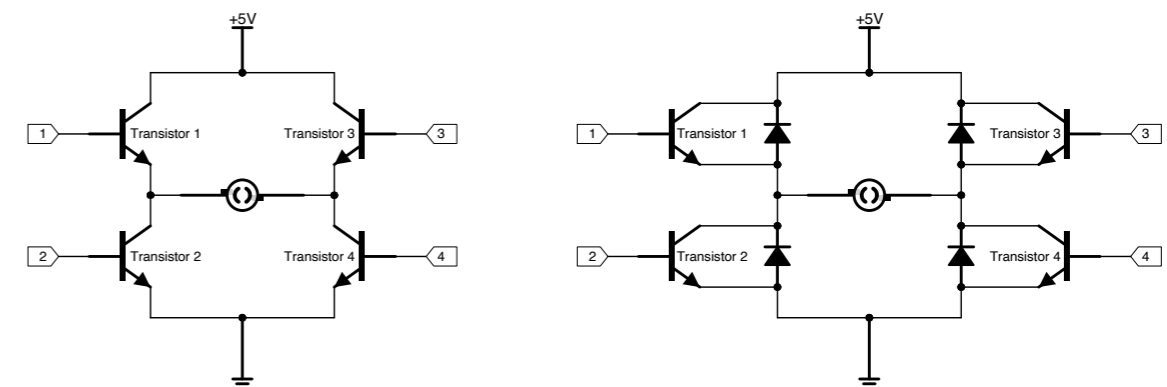 +5V
1
Transistor 1
Transistor 3
3
2
Transistor 2
Transistor 4
4
+5V
1
Transistor 1
Transistor 3
3
2
Transistor 2
Transistor 4
4